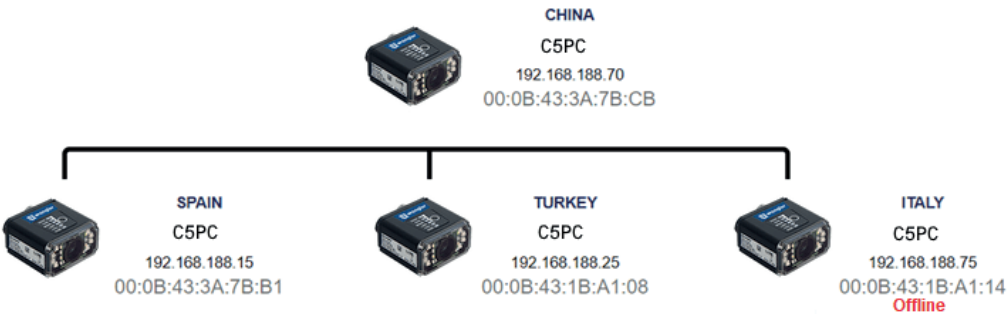 CHINA
C5PC
192.168.188.70
00:0B:43:3A:7B:CB
SPAIN
C5PC
192.168.188.15
00:0B:43:3A:7B:B1
TURKEY
C5PC
192.168.188.25
00:0B:43:1B:A1:08
ITALY
C5PC
192.168.188.75
00:0B:43:1B:A1:14
Offline